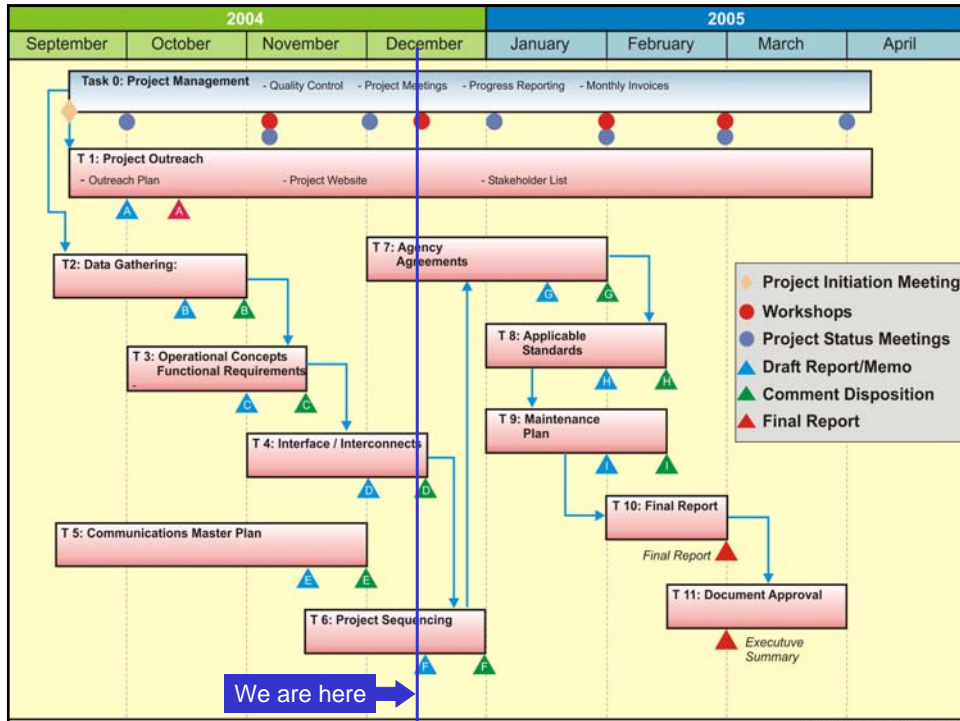 2004 2005
September October November December January February March April
Task 0: Project Management - Quality Control - Project Meetings - Progress Reporting - Monthly Invoices
T 1: Project Outreach
- Outreach Plan - Project Website - Stakeholder List
A A
T 7: Agency
Agreements
T2: Data Gathering:
G G
B B
T 8: Applicable
Standards
T 3: Operational Concepts
Functional Requirements
-
H H
C C
T 9: Maintenance
Plan
T 4: Interface / Interconnects
I I
D D
T 10: Final Report
T 5: Communications Master Plan
Final Report
E E
T 11: Document Approval
T 6: Project Sequencing
Executuve
Summary
F F
We are here
Project Initiation Meeting
Workshops
Project Status Meetings
Draft Report/Memo
Comment Disposition
Final Report